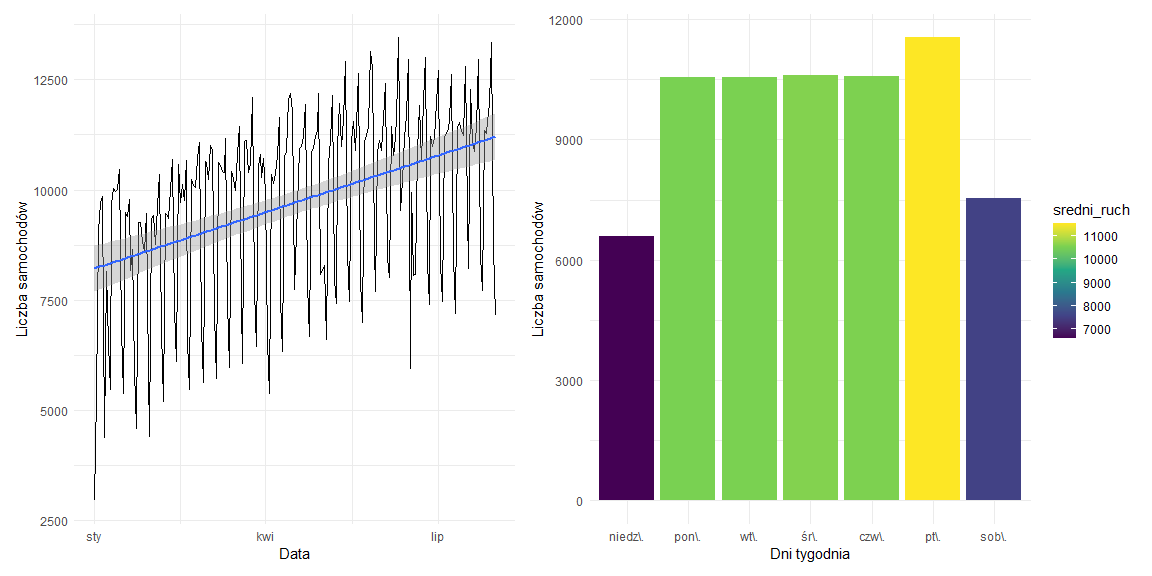 Liczba samochodów
12500
10000
7500
5000
2500
sty
kwi
lip
Data
Liczba samochodów
12000
9000
6000
3000
0
niedz\.
pon\.
wt\.
śr\.
czw\.
pt\.
sob\.
Dni tygodnia
sredni_ruch
11000
10000
9000
8000
7000